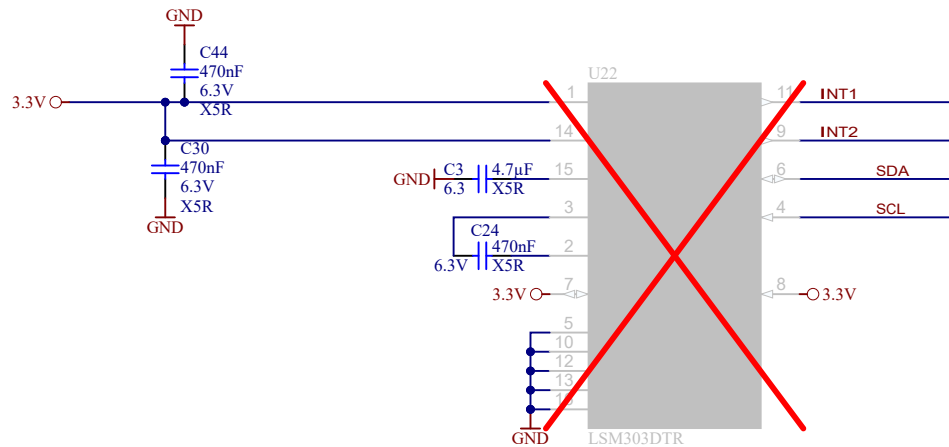 GND
C44
470nF
6.3V
X5R
3.3V
C30
470nF
6.3V
X5R
GND
U22
1
14
15
3
2
7
5
10
12
13
11
9
6
4
8
INT1
INT2
SDA
SCL
GND
C3
6.3
4.7µF
X5R
C24
470nF
6.3V
X5R
3.3V
3.3V
GND
LSM303DTR